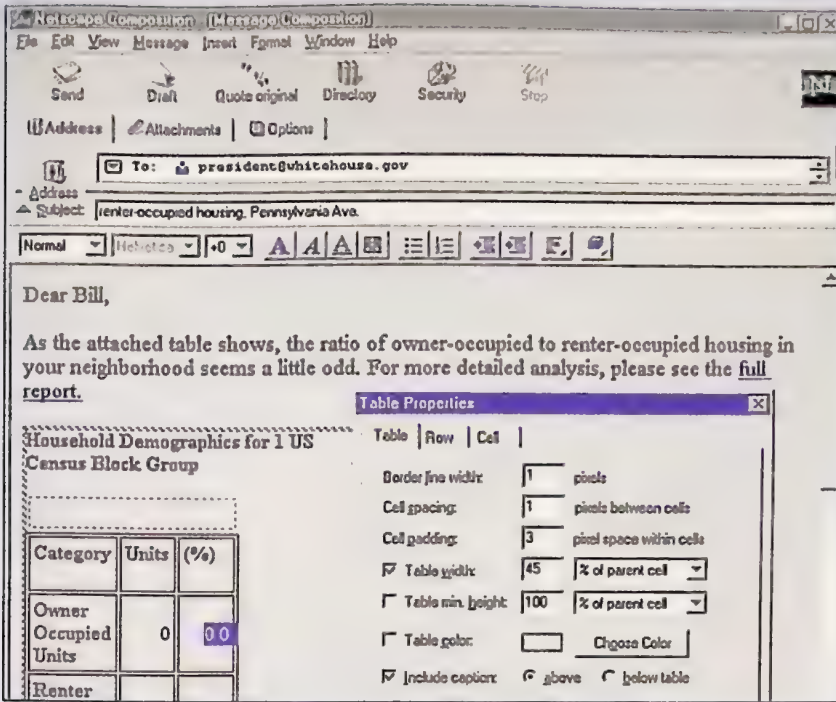 Netscape Composition - [Message Composition]
File Edit View Message Insert Format Window Help
Send Draft Quote original Directory Security Stop
Address Attachments Options
To: president@whitehouse.gov
Address
Subject: renter-occupied housing, Pennsylvania Ave.
Normal Helvetica +0 A A A
Dear Bill,
As the attached table shows, the ratio of owner-occupied to renter-occupied housing in
your neighborhood seems a little odd. For more detailed analysis, please see the full
report.
Household Demographics for 1 US
Census Block Group
Category Units (%)
Owner
Occupied
Units
0 0 0
Renter
Table Properties
Table Row Cell
Border line width: 1 pixels
Cell spacing: 1 pixels between cells
Cell padding: 3 pixel space within cells
Table width: 45 % of parent cell
Table min. height: 100 % of parent cell
Table color: Choose Color
Include caption: above below table